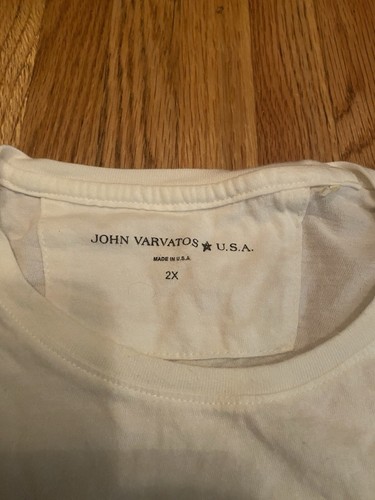 JOHN VARVATOS ★ U.S.A.
MADE IN U.S.A
2X